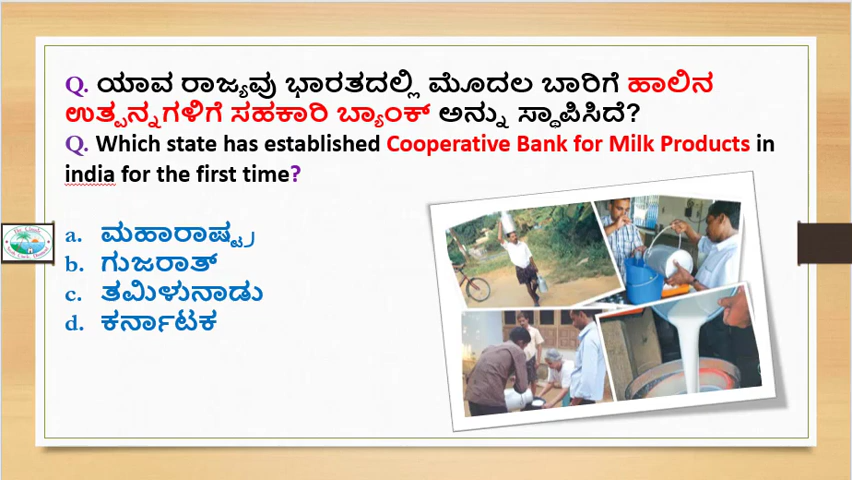 Q. ಯಾವ ರಾಜ್ಯವು ಭಾರತದಲ್ಲಿ ಮೊದಲ ಬಾರಿಗೆ ಹಾಲಿನ
ಉತ್ಪನ್ನಗಳಿಗೆ ಸಹಕಾರಿ ಬ್ಯಾಂಕ್ ಅನ್ನು ಸ್ಥಾಪಿಸಿದೆ?
Q. Which state has established Cooperative Bank for Milk Products in
india for the first time?
a. ಮಹಾರಾಷ್ಟ್ರ
b. ಗುಜರಾತ್
c. ತಮಿಳುನಾಡು
d. ಕರ್ನಾಟಕ